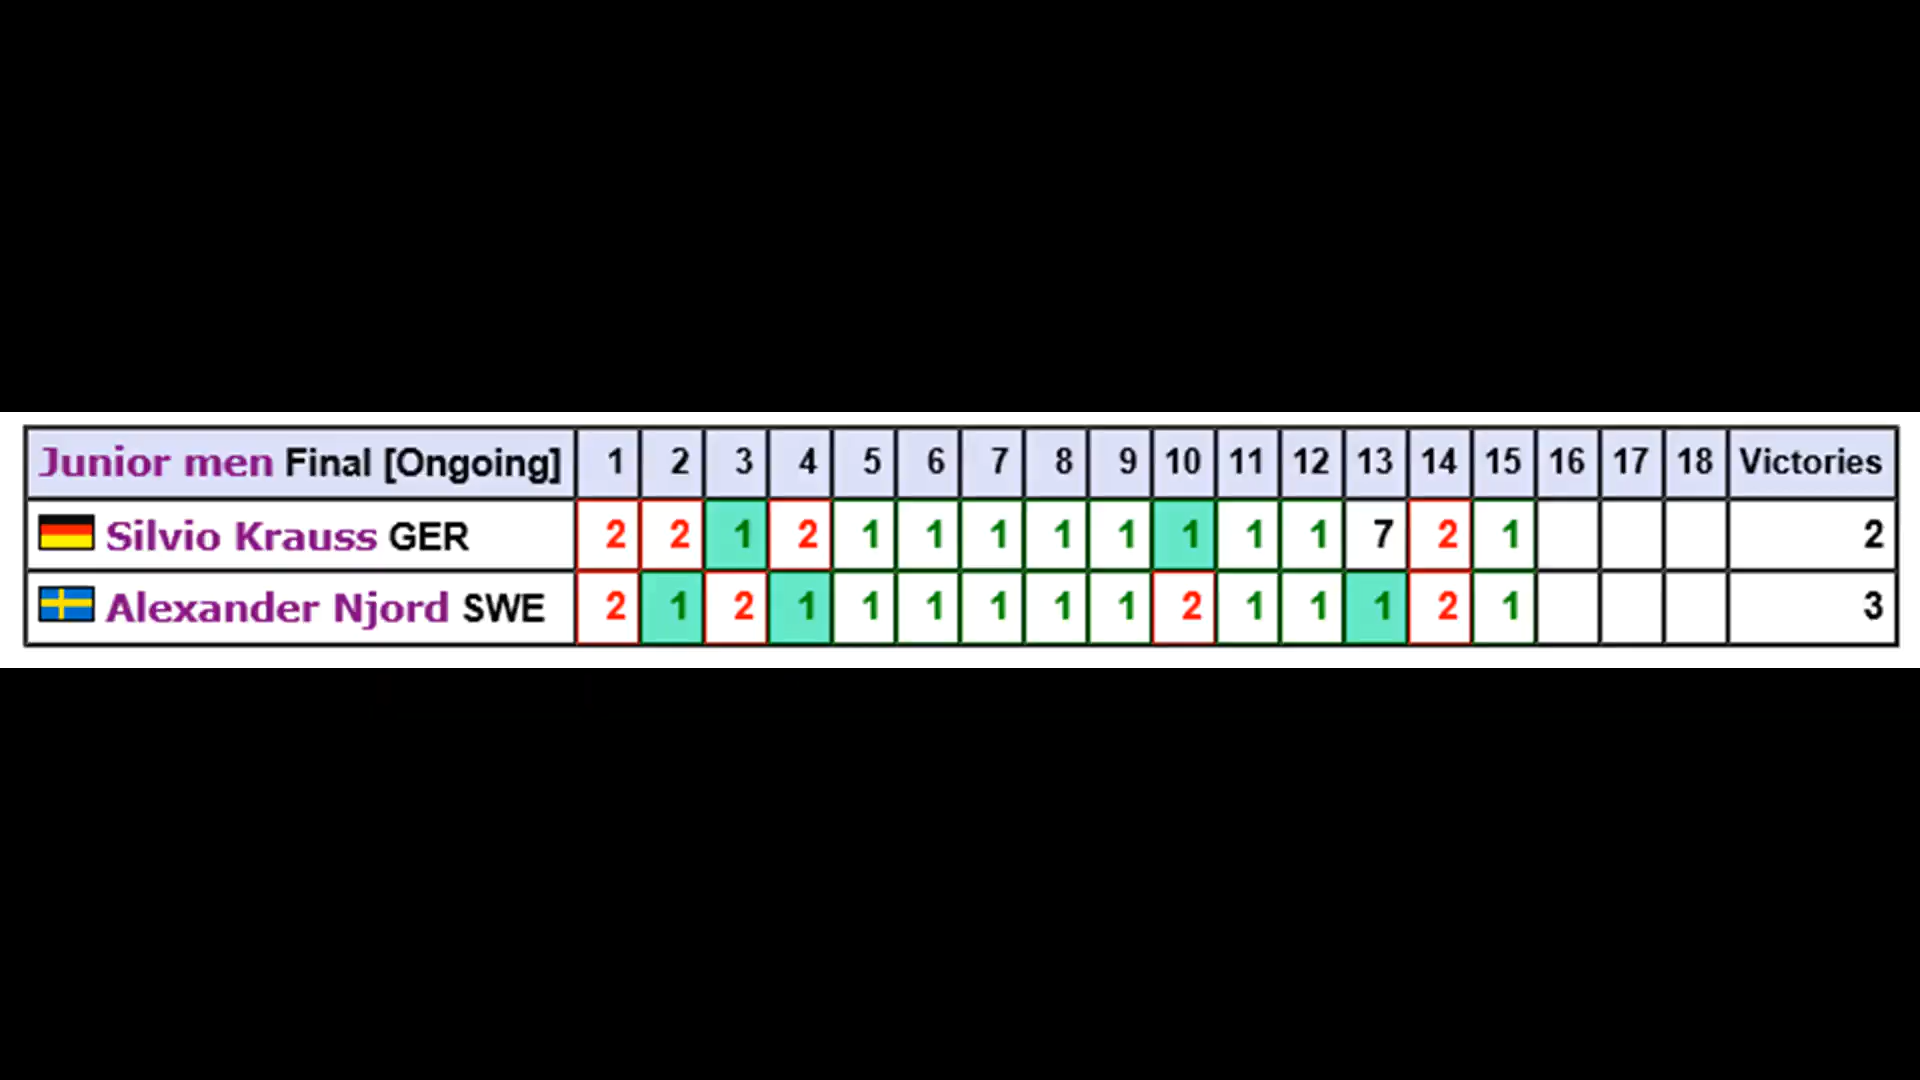 Junior men Final [Ongoing] 1 2 3 4 5 6 7 8 9 10 11 12 13 14 15 16 17 18 Victories
Silvio Krauss GER 2 2 1 2 1 1 1 1 1 1 1 1 7 2 1 2
Alexander Njord SWE 2 1 2 1 1 1 1 1 1 2 1 1 1 2 1 3